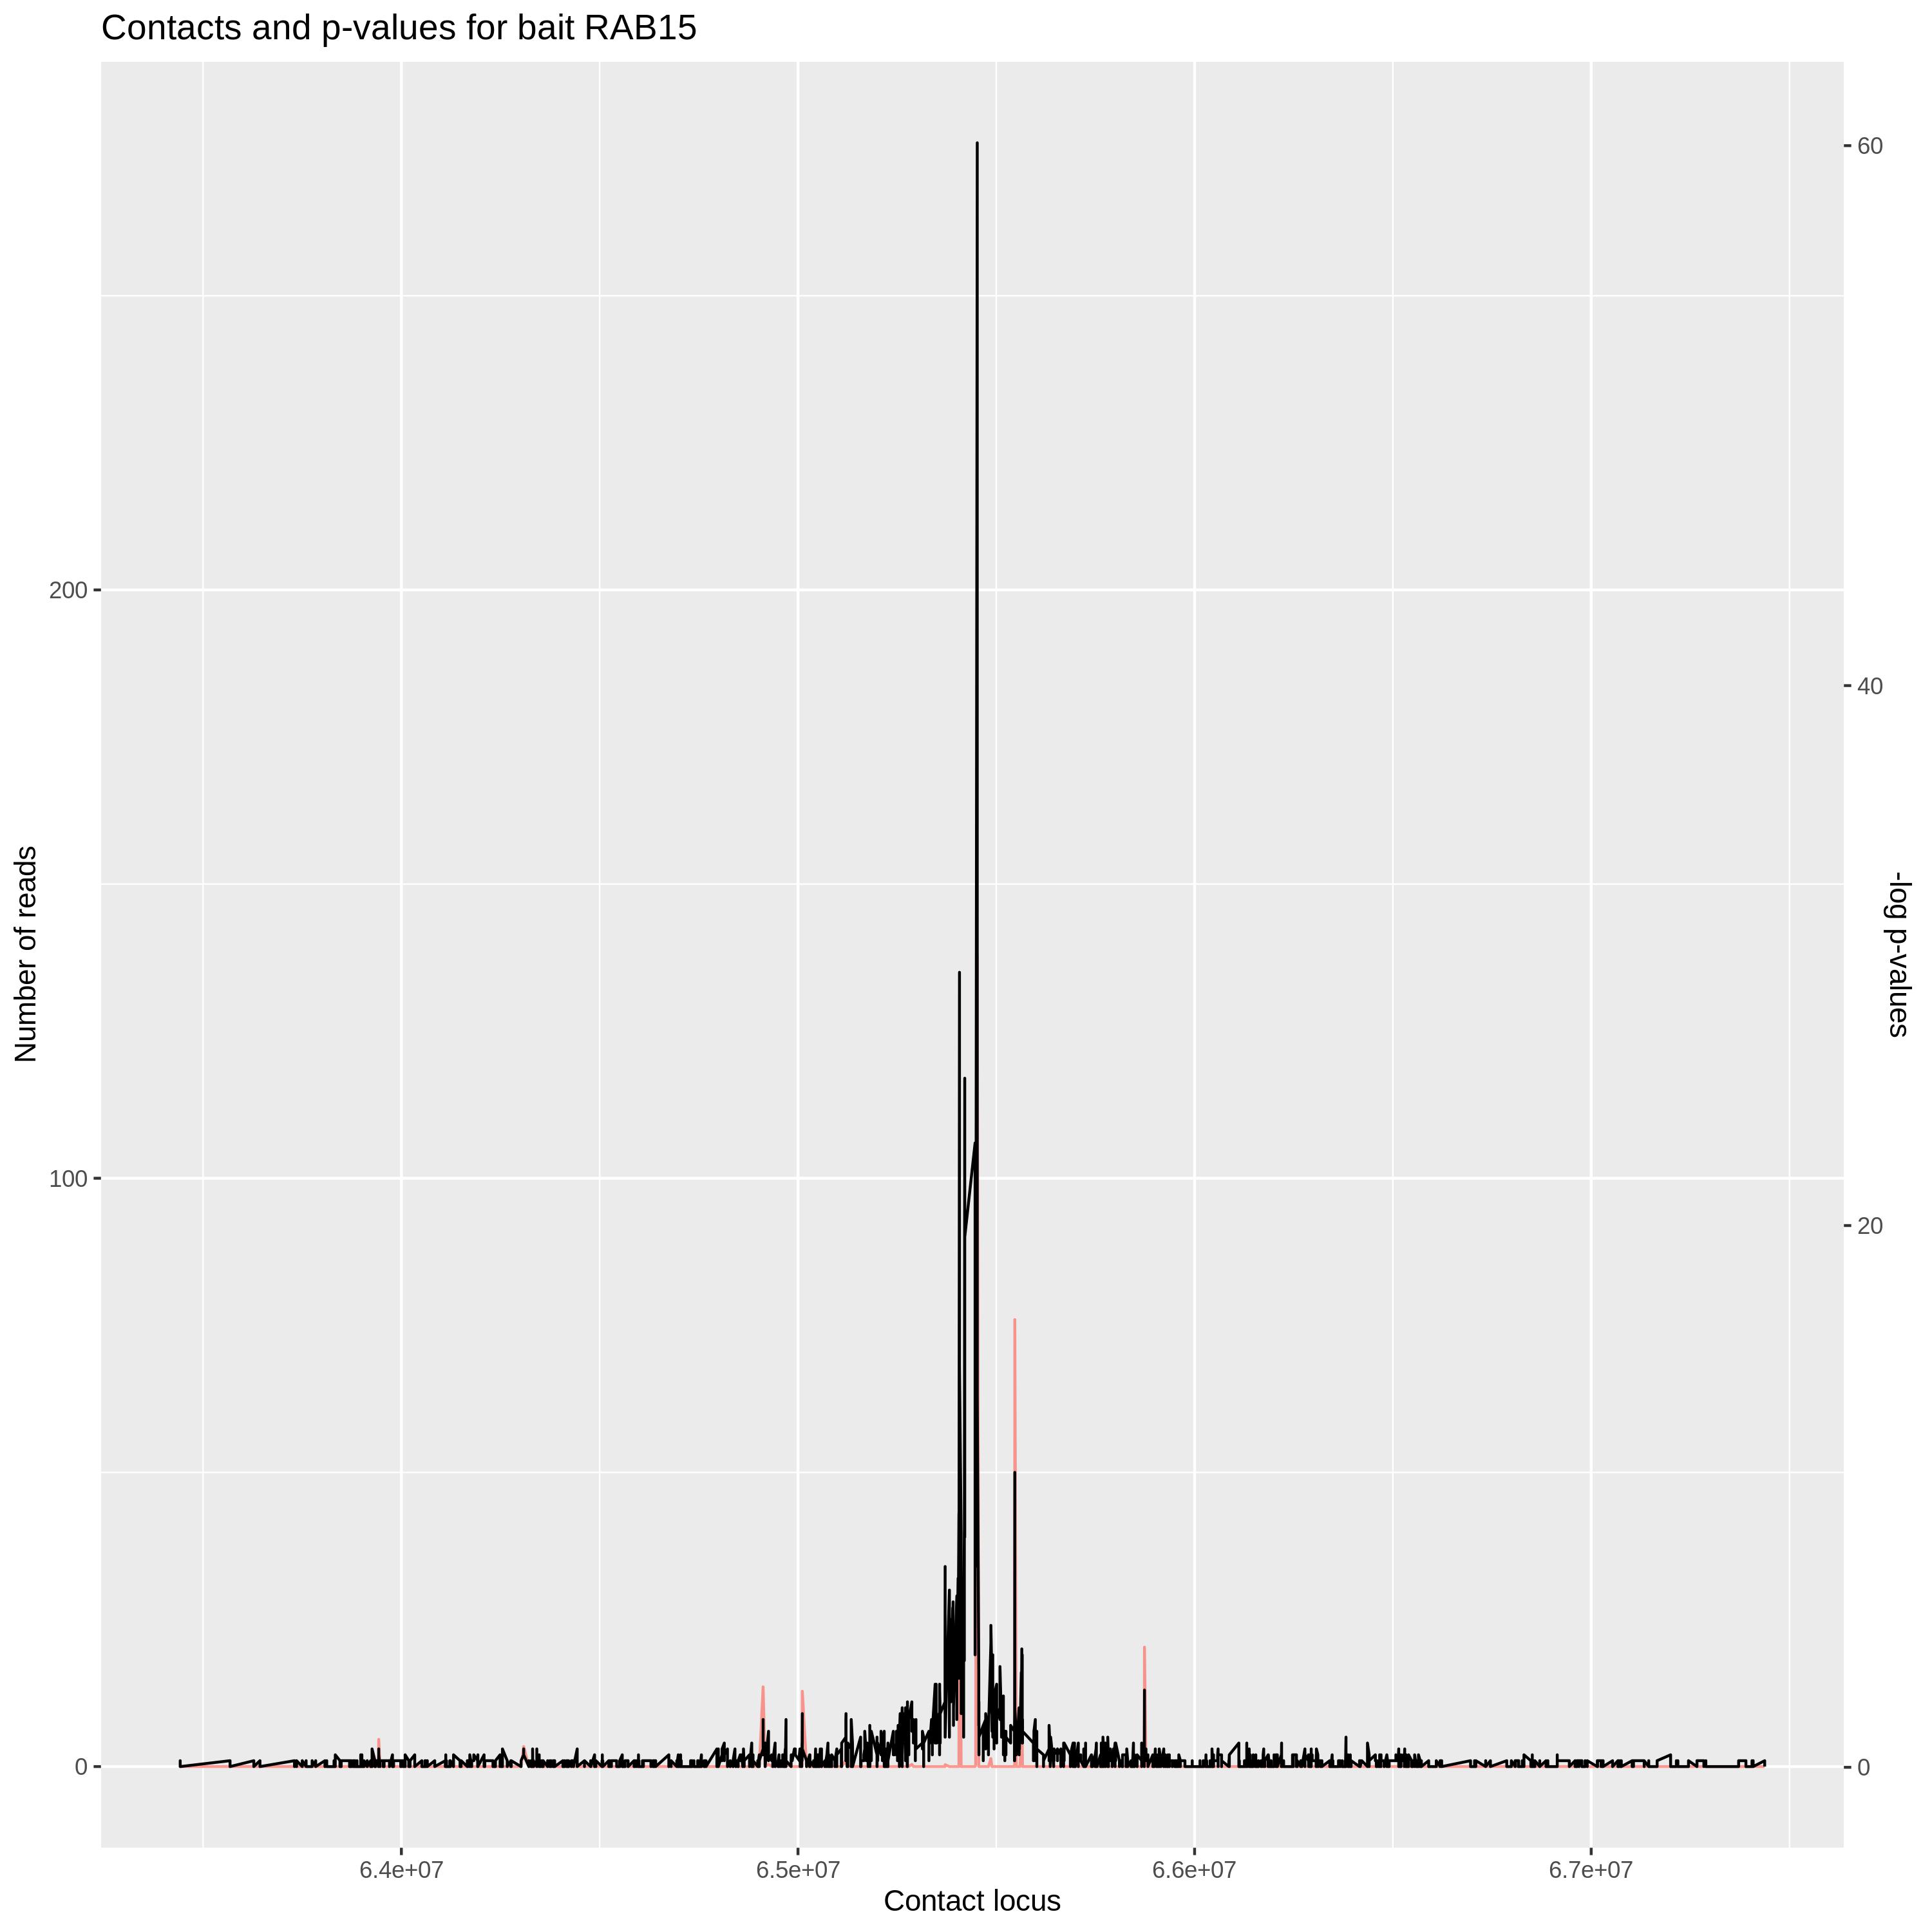 Contacts and p-values for bait RAB15
60
200
40
Number of reads
-log p-values
100
20
0
0
6.4e+07
6.5e+07
6.6e+07
6.7e+07
Contact locus